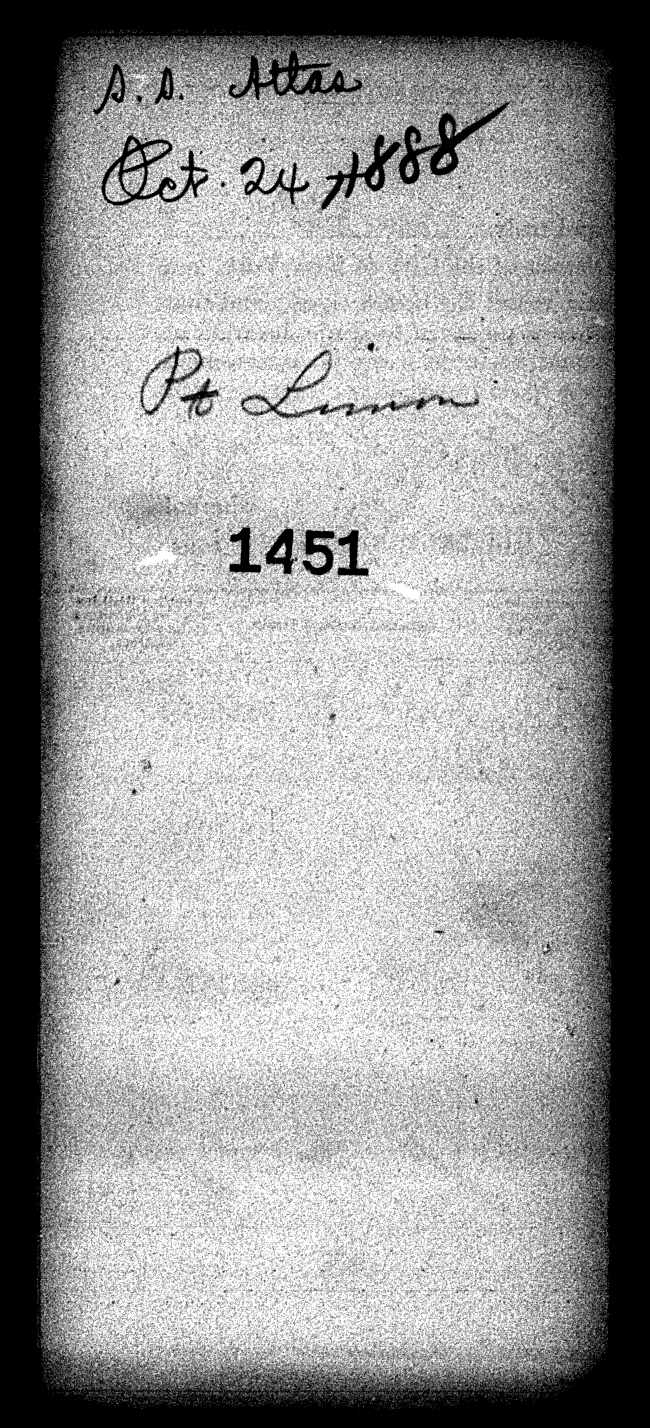 S.S. Atlas
Oct. 24, 1888
Pt Limon
1451